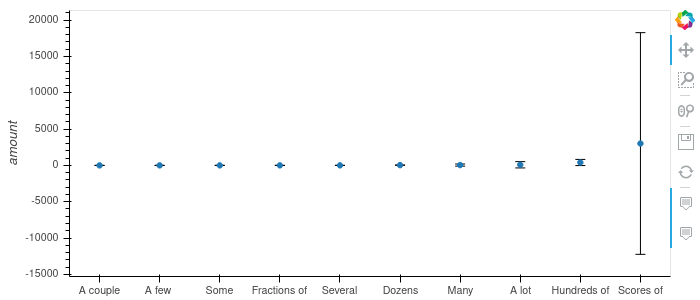 20000
15000
10000
5000
0
-5000
-10000
-15000
amount
A couple
A few
Some
Fractions of
Several
Dozens
Many
A lot
Hundreds of
Scores of